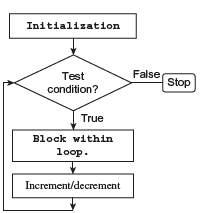 Initialization
Test
condition?
False
Stop
True
Block within
loop.
Increment/decrement